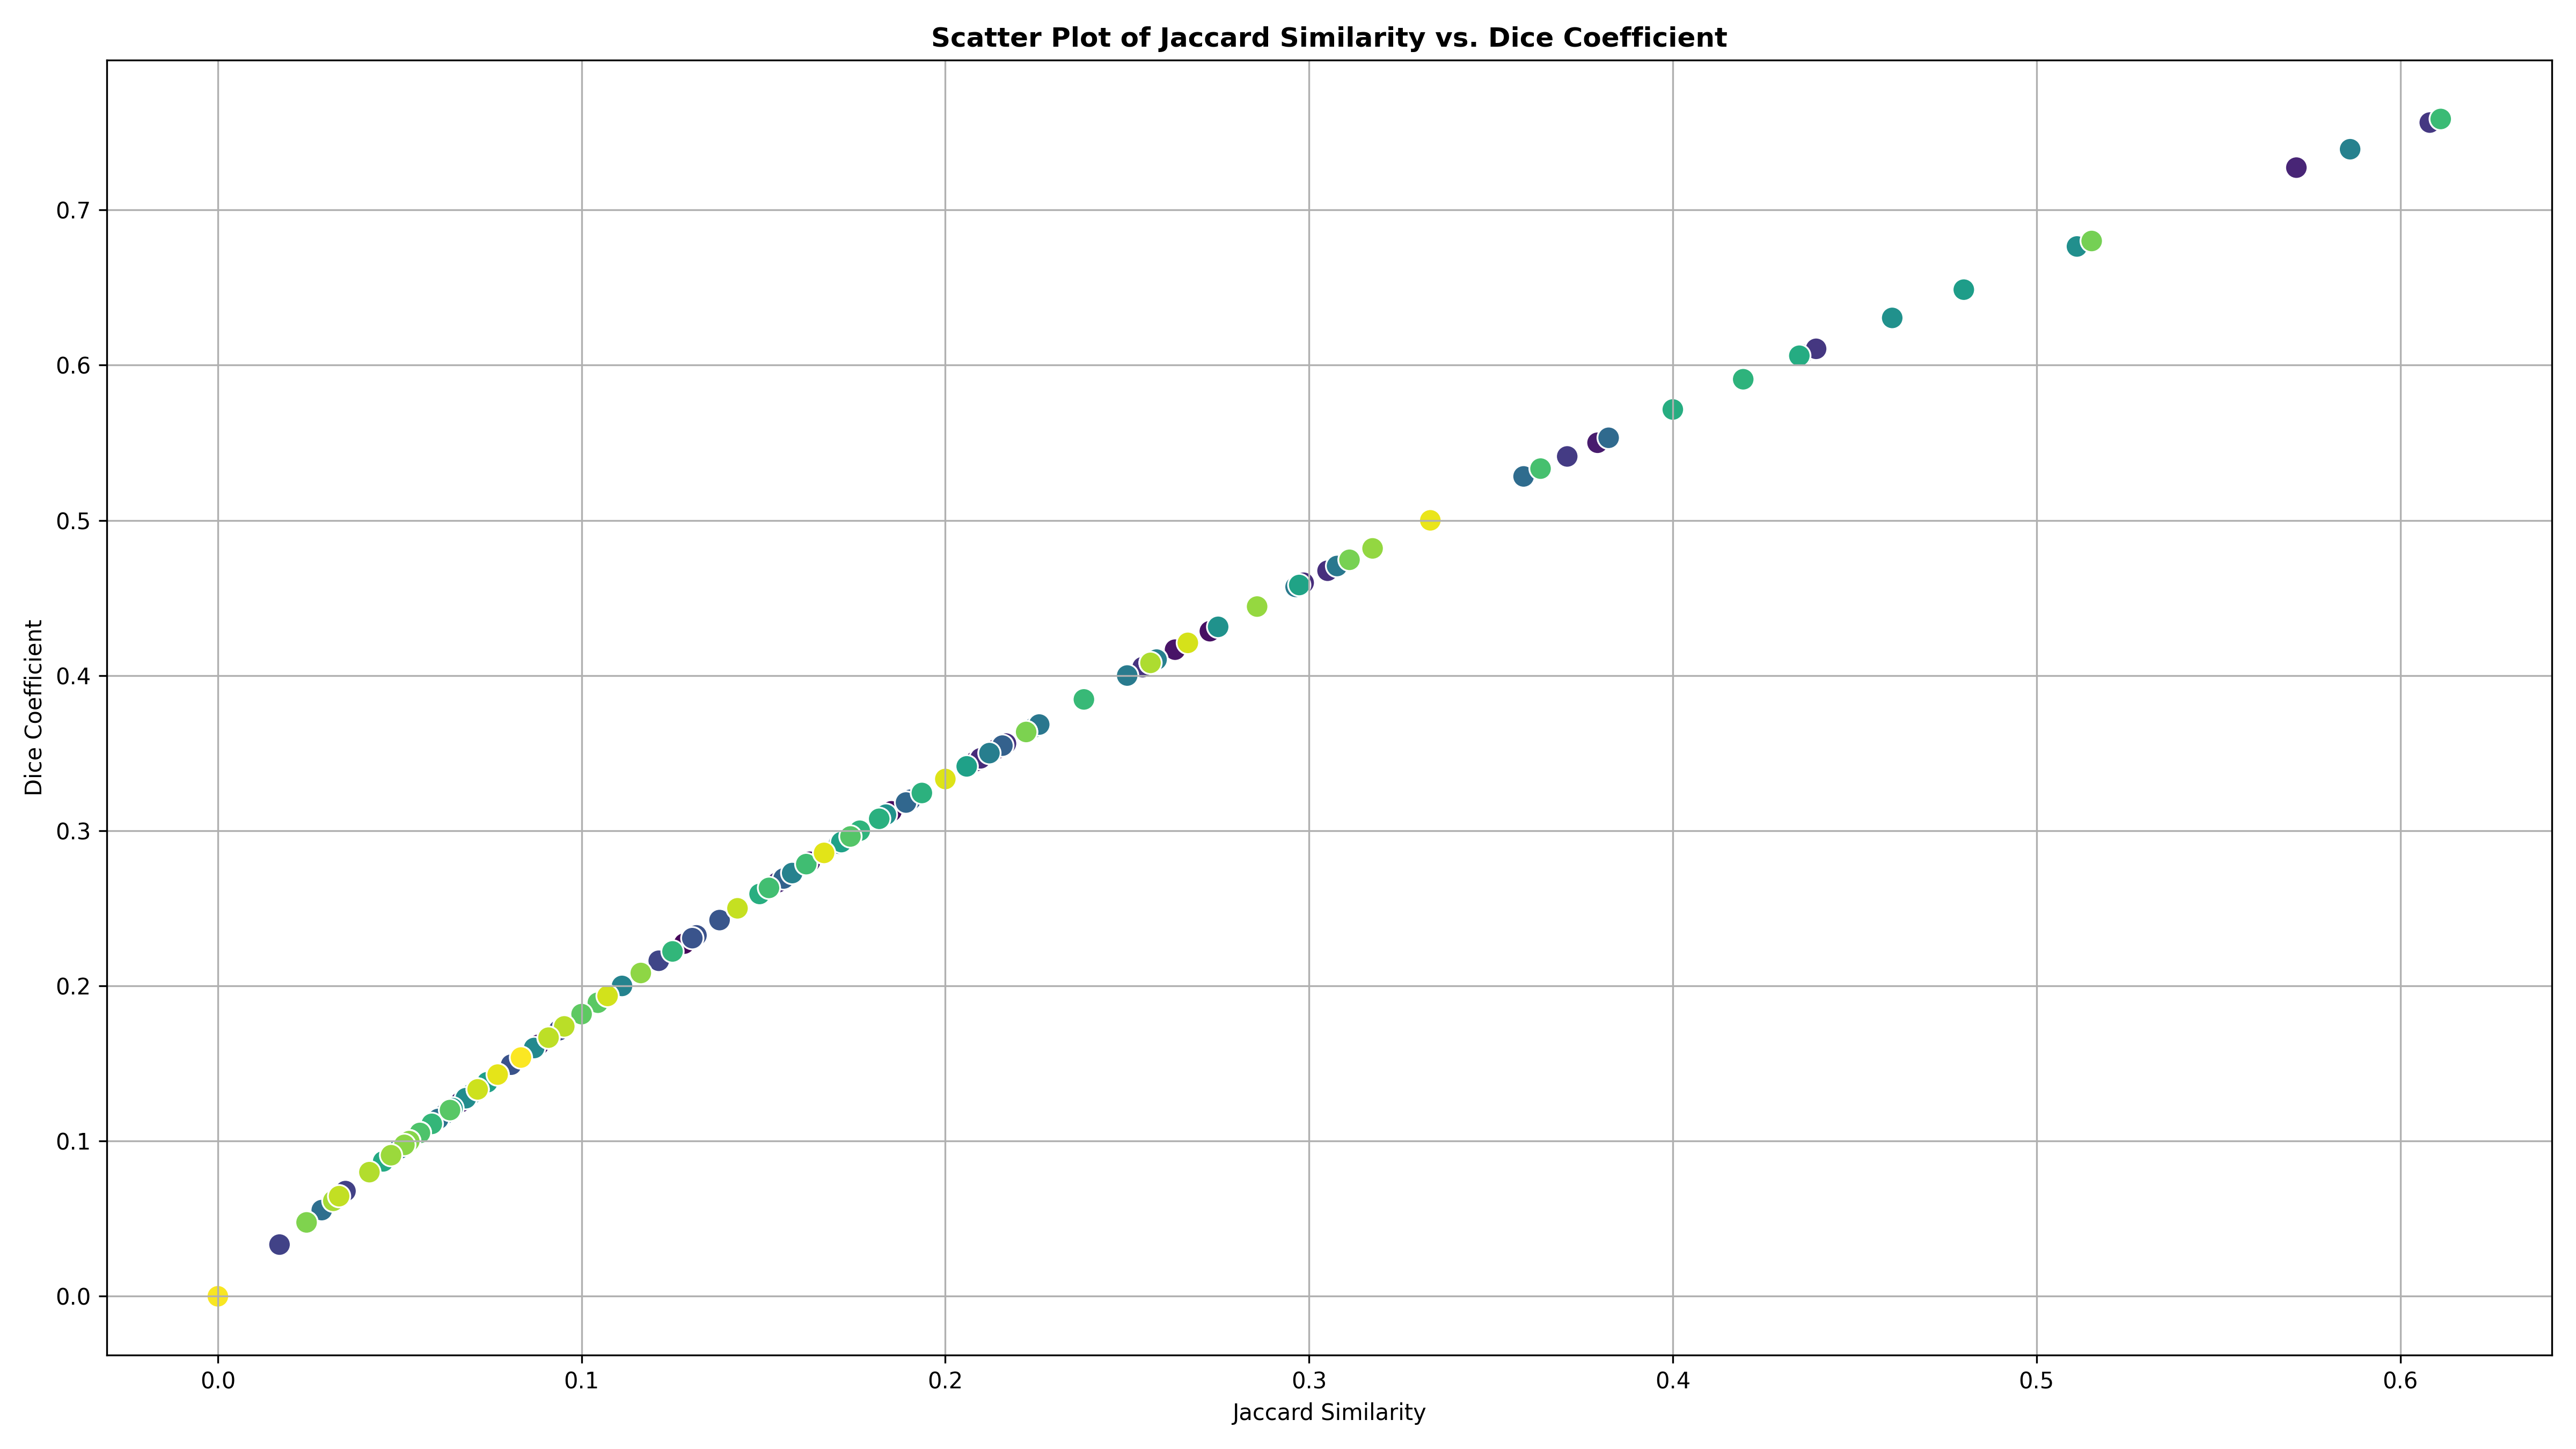 Scatter Plot of Jaccard Similarity vs. Dice Coefficient
Dice Coefficient
0.7
0.6
0.5
0.4
0.3
0.2
0.1
0.0
0.0 0.1 0.2 0.3 0.4 0.5 0.6
Jaccard Similarity